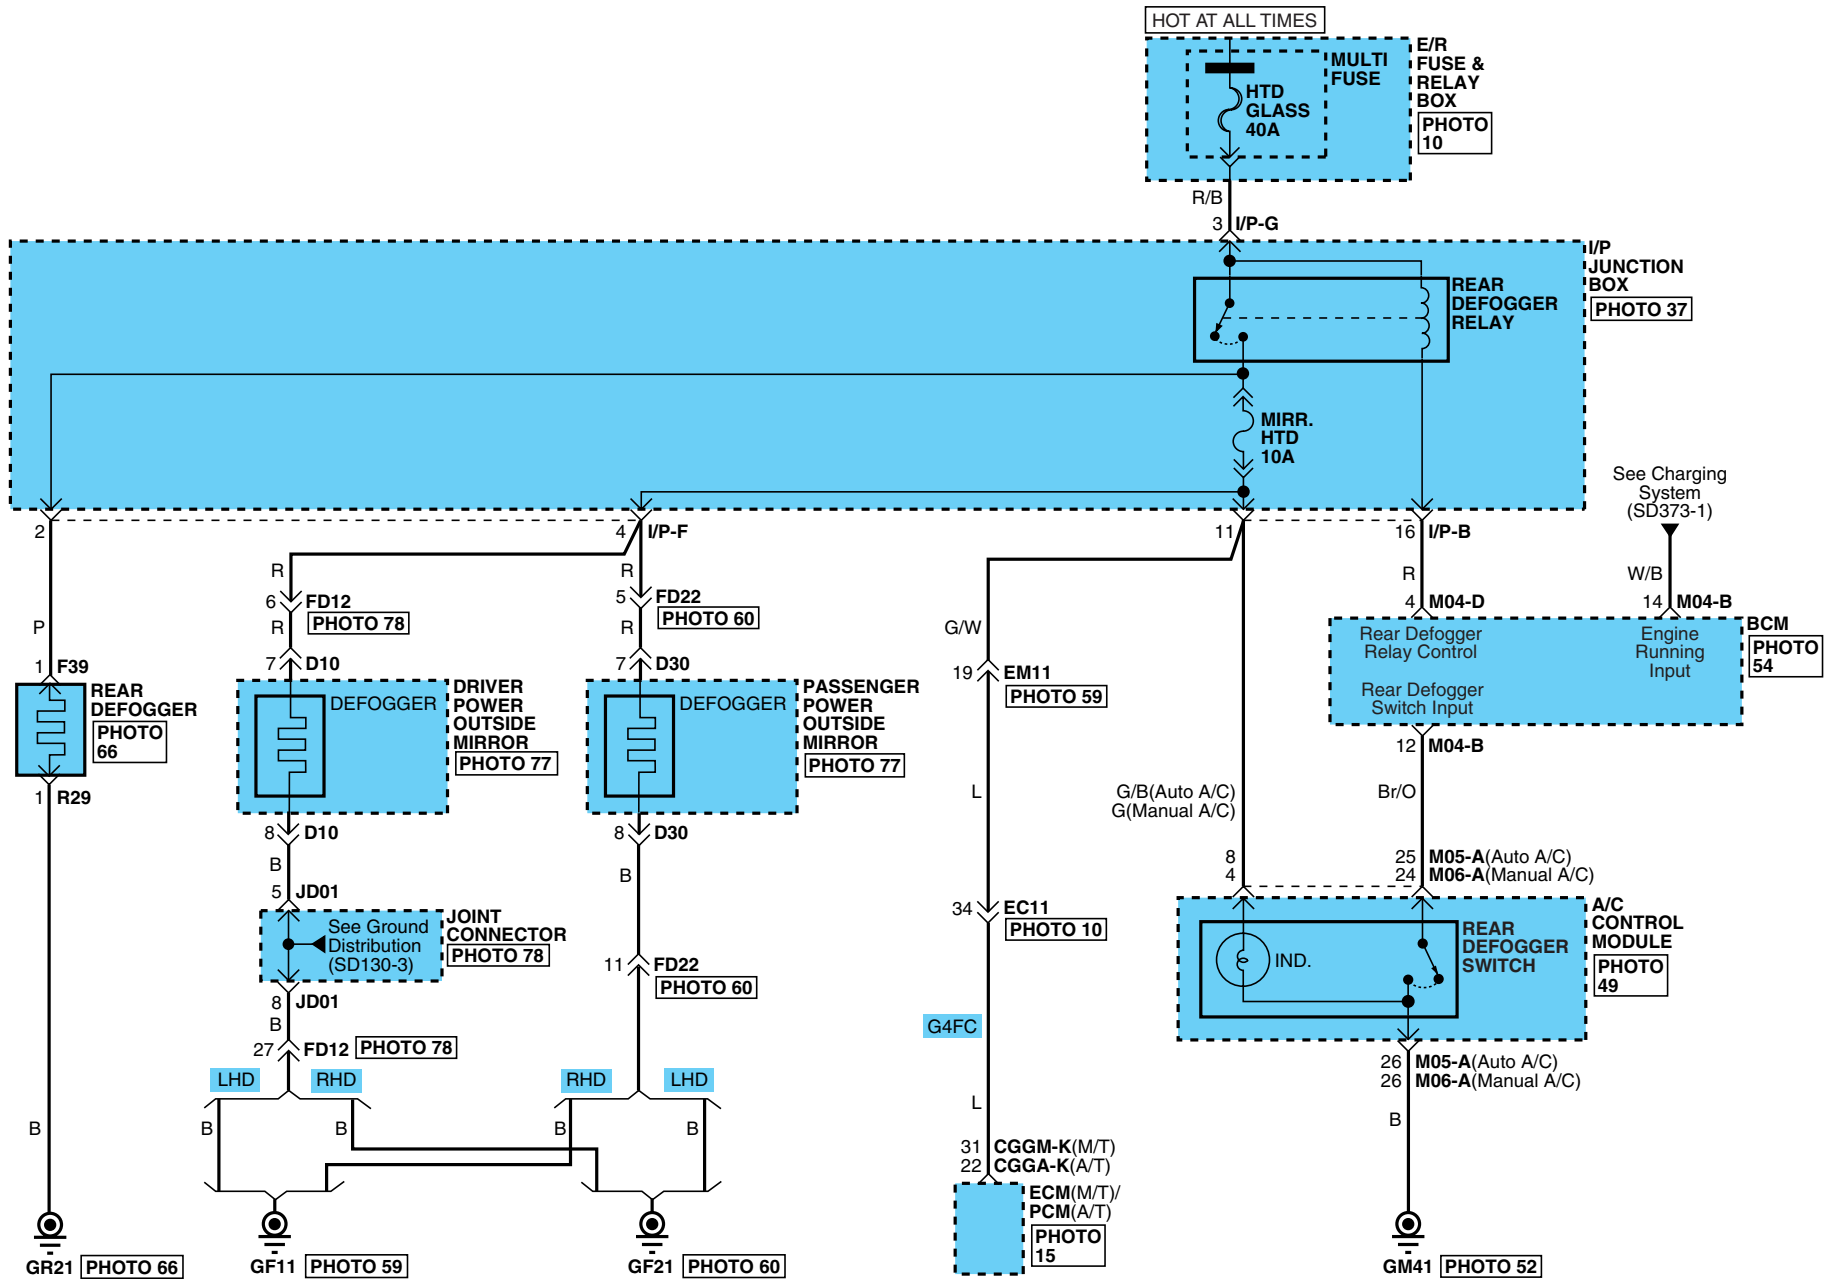 HOT AT ALL TIMES
E/R
FUSE &
RELAY
BOX
PHOTO
10
MULTI
FUSE
HTD
GLASS
40A
R/B
3 I/P-G
I/P
JUNCTION
BOX
PHOTO 37
REAR
DEFOGGER
RELAY
MIRR.
HTD
10A
See Charging
System
(SD373-1)
2
4 I/P-F
11
16 I/P-B
R
R
R
W/B
6 FD12
PHOTO 78
5 FD22
PHOTO 60
4 M04-D
14 M04-B
P
R
R
G/W
1 F39
7 D10
7 D30
19 EM11
PHOTO 59
Rear Defogger
Relay Control
Engine
Running
Input
Rear Defogger
Switch Input
BCM
PHOTO
54
REAR
DEFOGGER
PHOTO
66
DEFOGGER
DRIVER
POWER
OUTSIDE
MIRROR
PHOTO 77
DEFOGGER
PASSENGER
POWER
OUTSIDE
MIRROR
PHOTO 77
12 M04-B
1 R29
L
G/B(Auto A/C)
G(Manual A/C)
Br/O
8 D10
8 D30
B
B
8
4
25 M05-A(Auto A/C)
24 M06-A(Manual A/C)
5 JD01
34 EC11
PHOTO 10
See Ground
Distribution
(SD130-3)
JOINT
CONNECTOR
PHOTO 78
IND.
REAR
DEFOGGER
SWITCH
A/C
CONTROL
MODULE
PHOTO
49
11 FD22
PHOTO 60
8 JD01
B
G4FC
27 FD12 PHOTO 78
26 M05-A(Auto A/C)
26 M06-A(Manual A/C)
LHD
RHD
RHD
LHD
L
B
B
B
B
B
B
B
31 CGGM-K(M/T)
22 CGGA-K(A/T)
ECM(M/T)/
PCM(A/T)
PHOTO
15
GR21 PHOTO 66
GF11 PHOTO 59
GF21 PHOTO 60
GM41 PHOTO 52